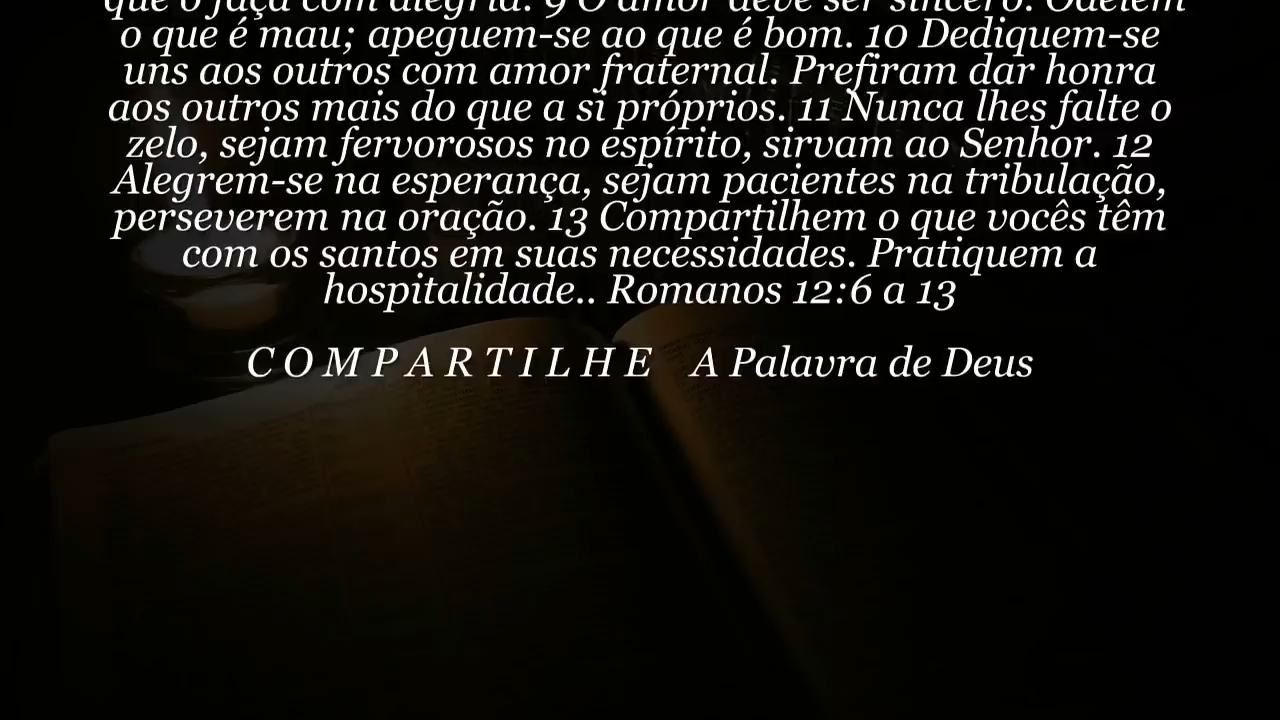 que o faça com alegria. 9 O amor deve ser sincero. Odeiem
o que é mau; apeguem-se ao que é bom. 10 Dediquem-se
uns aos outros com amor fraternal. Prefiram dar honra
aos outros mais do que a si próprios. 11 Nunca lhes falte o
zelo, sejam fervorosos no espírito, sirvam ao Senhor. 12
Alegrem-se na esperança, sejam pacientes na tribulação,
perseverem na oração. 13 Compartilhem o que vocês têm
com os santos em suas necessidades. Pratiquem a
hospitalidade.. Romanos 12:6 a 13
C O M P A R T I L H E A Palavra de Deus